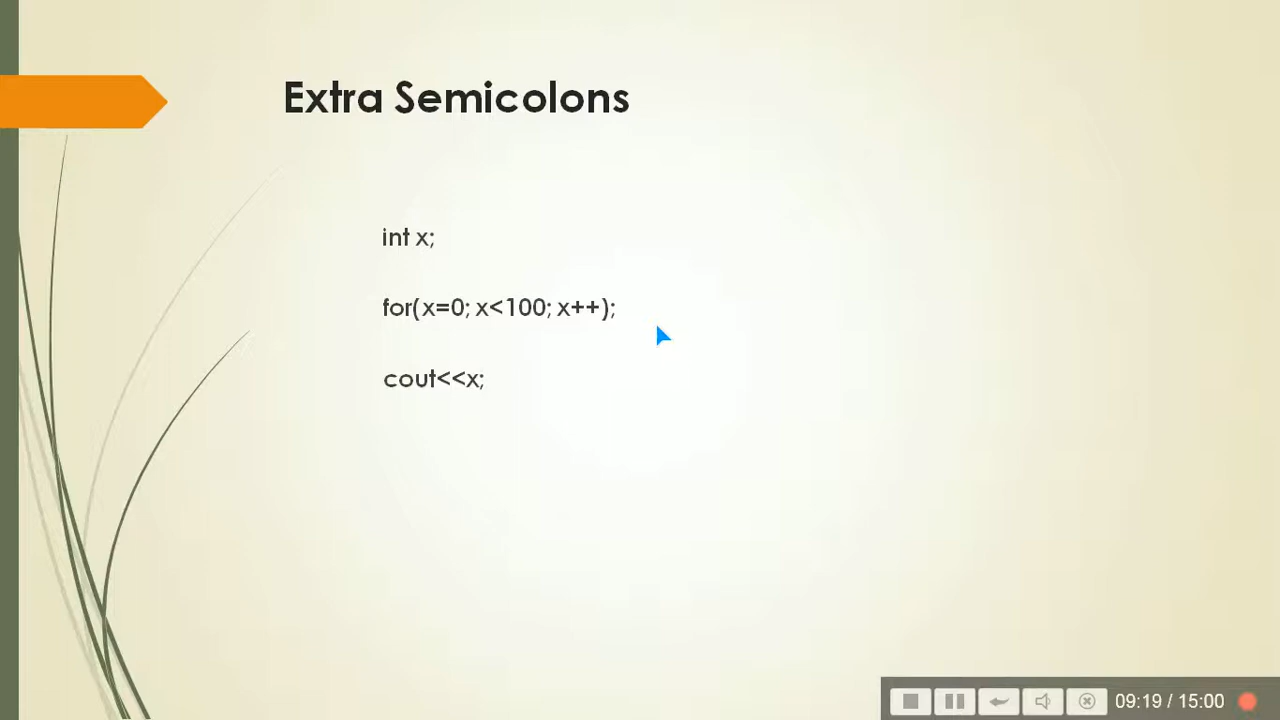 Extra Semicolons
int x;
for(x=0; x<100; x++);
cout<<x;
09:19 / 15:00